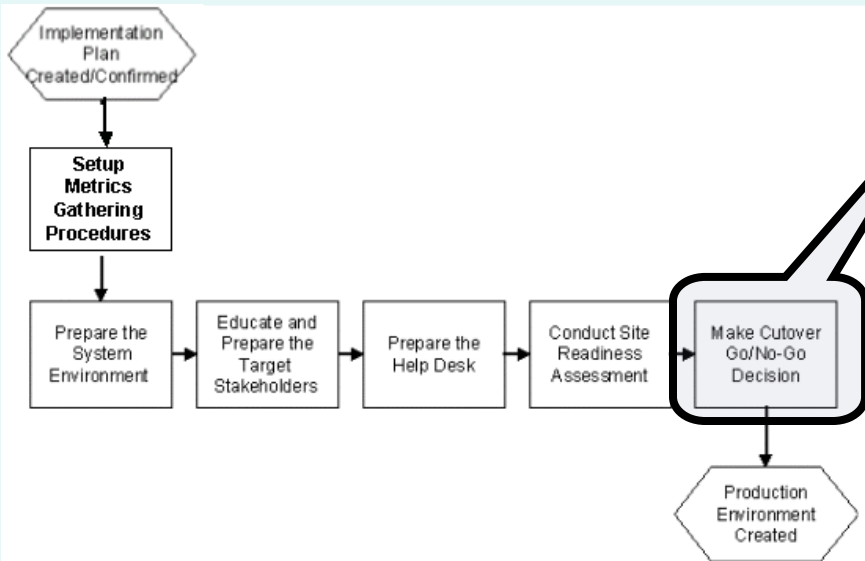 Implementation
Plan
Created/Confirmed
Setup
Metrics
Gathering
Procedures
Prepare the
System
Environment
Educate and
Prepare the
Target
Stakeholders
Prepare the
Help Desk
Conduct Site
Readiness
Assessment
Make Cutover
Go/No-Go
Decision
Production
Environment
Created